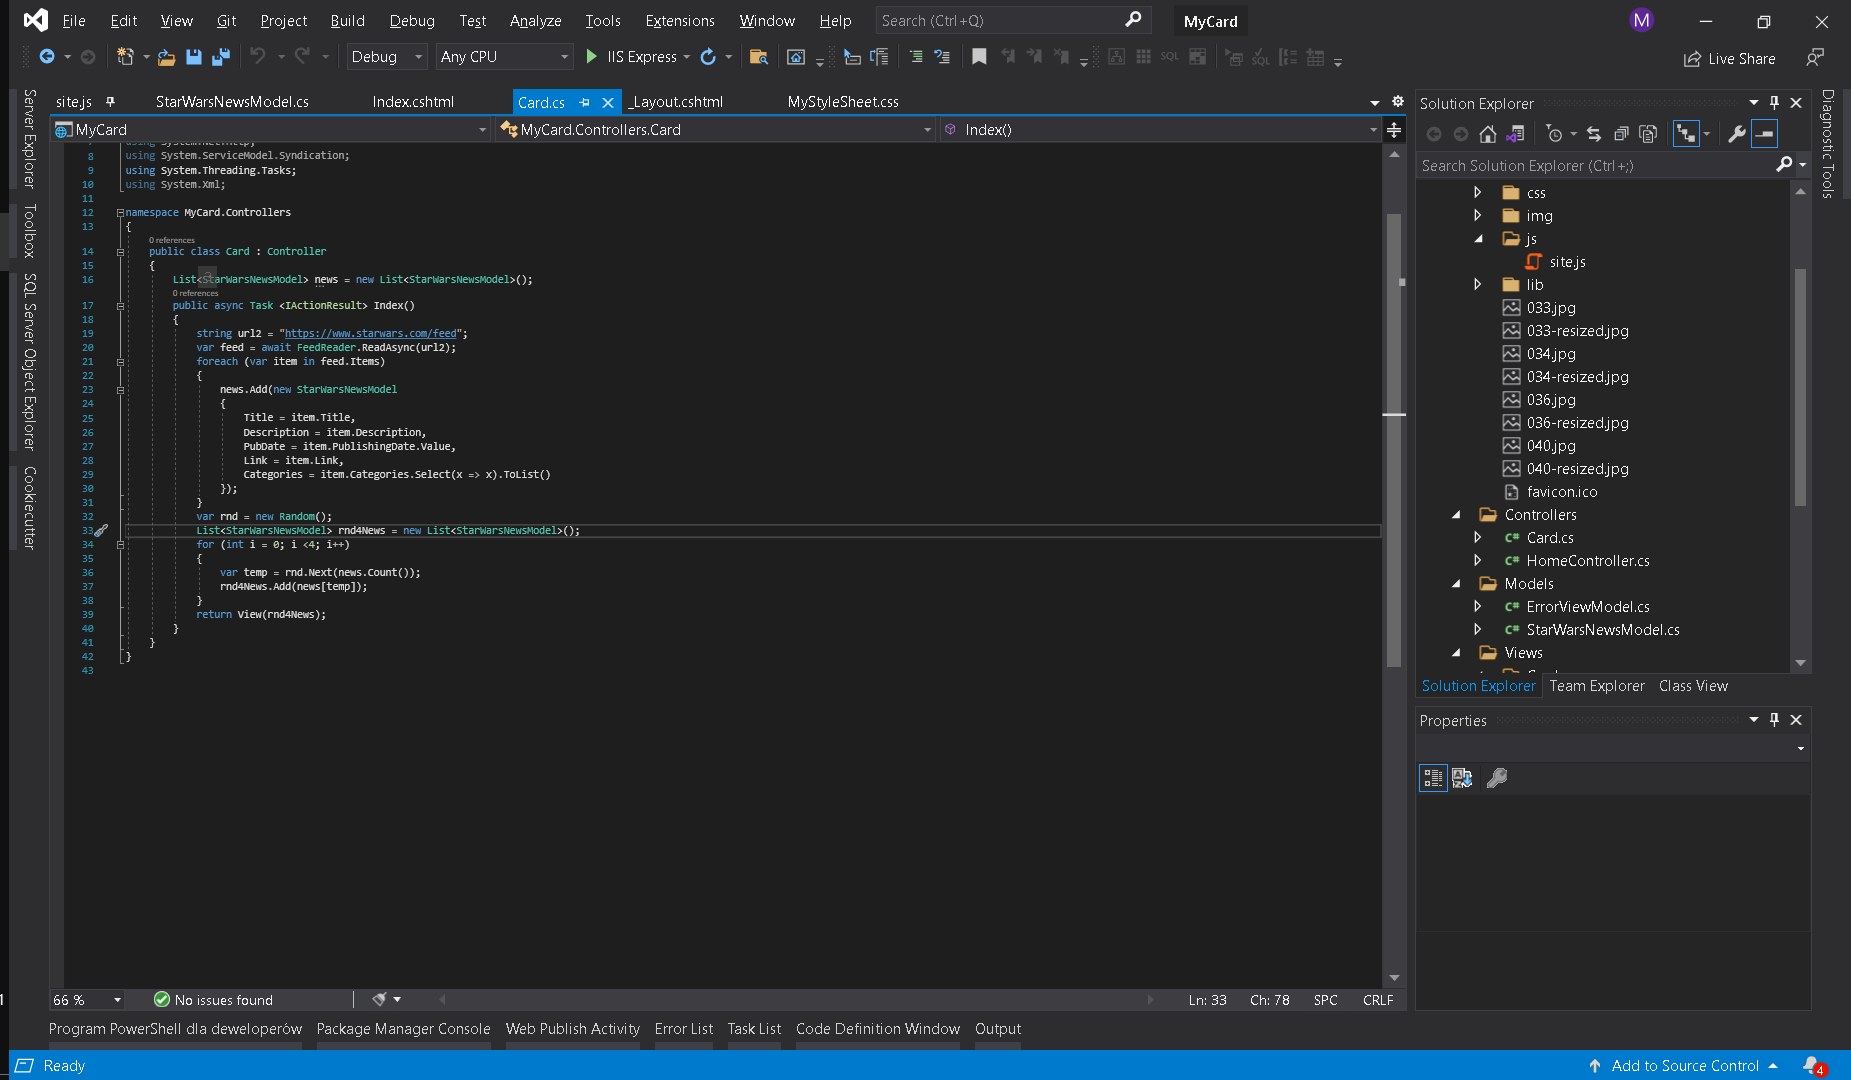 File Edit View Git Project Build Debug Test Analyze Tools Extensions Window Help Search (Ctrl+Q) MyCard M
Debug Any CPU IIS Express Live Share
site.js StarWarsNewsModel.cs Index.cshtml Card.cs _Layout.cshtml MyStyleSheet.css
MyCard MyCard.Controllers.Card Index()
Server Explorer
Toolbox
SQL Server Object Explorer
Cookiecutter
7 using System.Net.Http;
8 using System.ServiceModel.Syndication;
9 using System.Threading.Tasks;
10 using System.Xml;
11
12 namespace MyCard.Controllers
13 {
0 references
14 public class Card : Controller
15 {
16 List<StarWarsNewsModel> news = new List<StarWarsNewsModel>();
0 references
17 public async Task <IActionResult> Index()
18 {
19 string url2 = "https://www.starwars.com/feed";
20 var feed = await FeedReader.ReadAsync(url2);
21 foreach (var item in feed.Items)
22 {
23 news.Add(new StarWarsNewsModel
24 {
25 Title = item.Title,
26 Description = item.Description,
27 PubDate = item.PublishingDate.Value,
28 Link = item.Link,
29 Categories = item.Categories.Select(x => x).ToList()
30 });
31 }
32 var rnd = new Random();
33 List<StarWarsNewsModel> rnd4News = new List<StarWarsNewsModel>();
34 for (int i = 0; i <4; i++)
35 {
36 var temp = rnd.Next(news.Count());
37 rnd4News.Add(news[temp]);
38 }
39 return View(rnd4News);
40 }
41 }
42 }
43
66 % No issues found Ln: 33 Ch: 78 SPC CRLF
Program PowerShell dla deweloperów Package Manager Console Web Publish Activity Error List Task List Code Definition Window Output
Ready Add to Source Control 4
Solution Explorer
Search Solution Explorer (Ctrl+;)
css
img
js
site.js
lib
033.jpg
033-resized.jpg
034.jpg
034-resized.jpg
036.jpg
036-resized.jpg
040.jpg
040-resized.jpg
favicon.ico
Controllers
C# Card.cs
C# HomeController.cs
Models
C# ErrorViewModel.cs
C# StarWarsNewsModel.cs
Views
Solution Explorer Team Explorer Class View
Properties
Diagnostic Tools